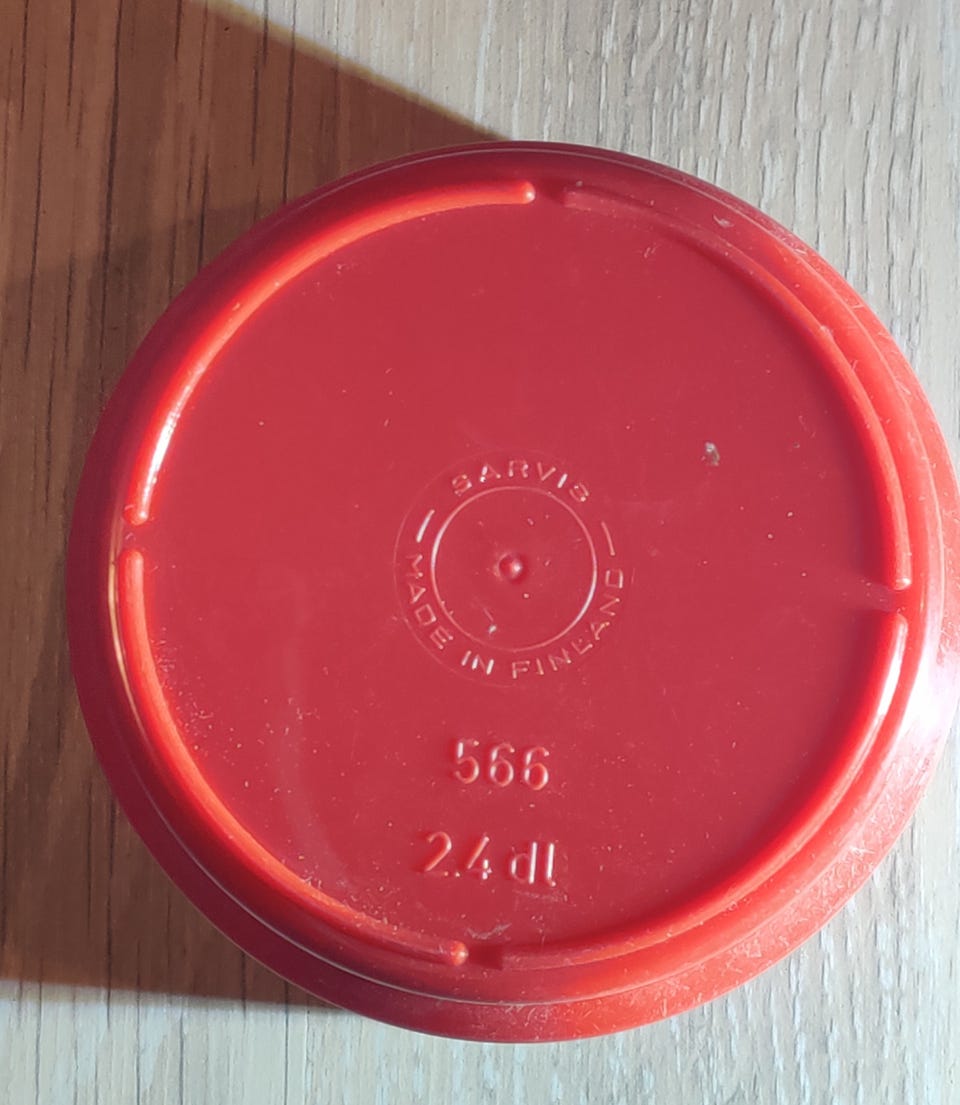 SARVIS
MADE IN FINLAND
566
2.4 dl